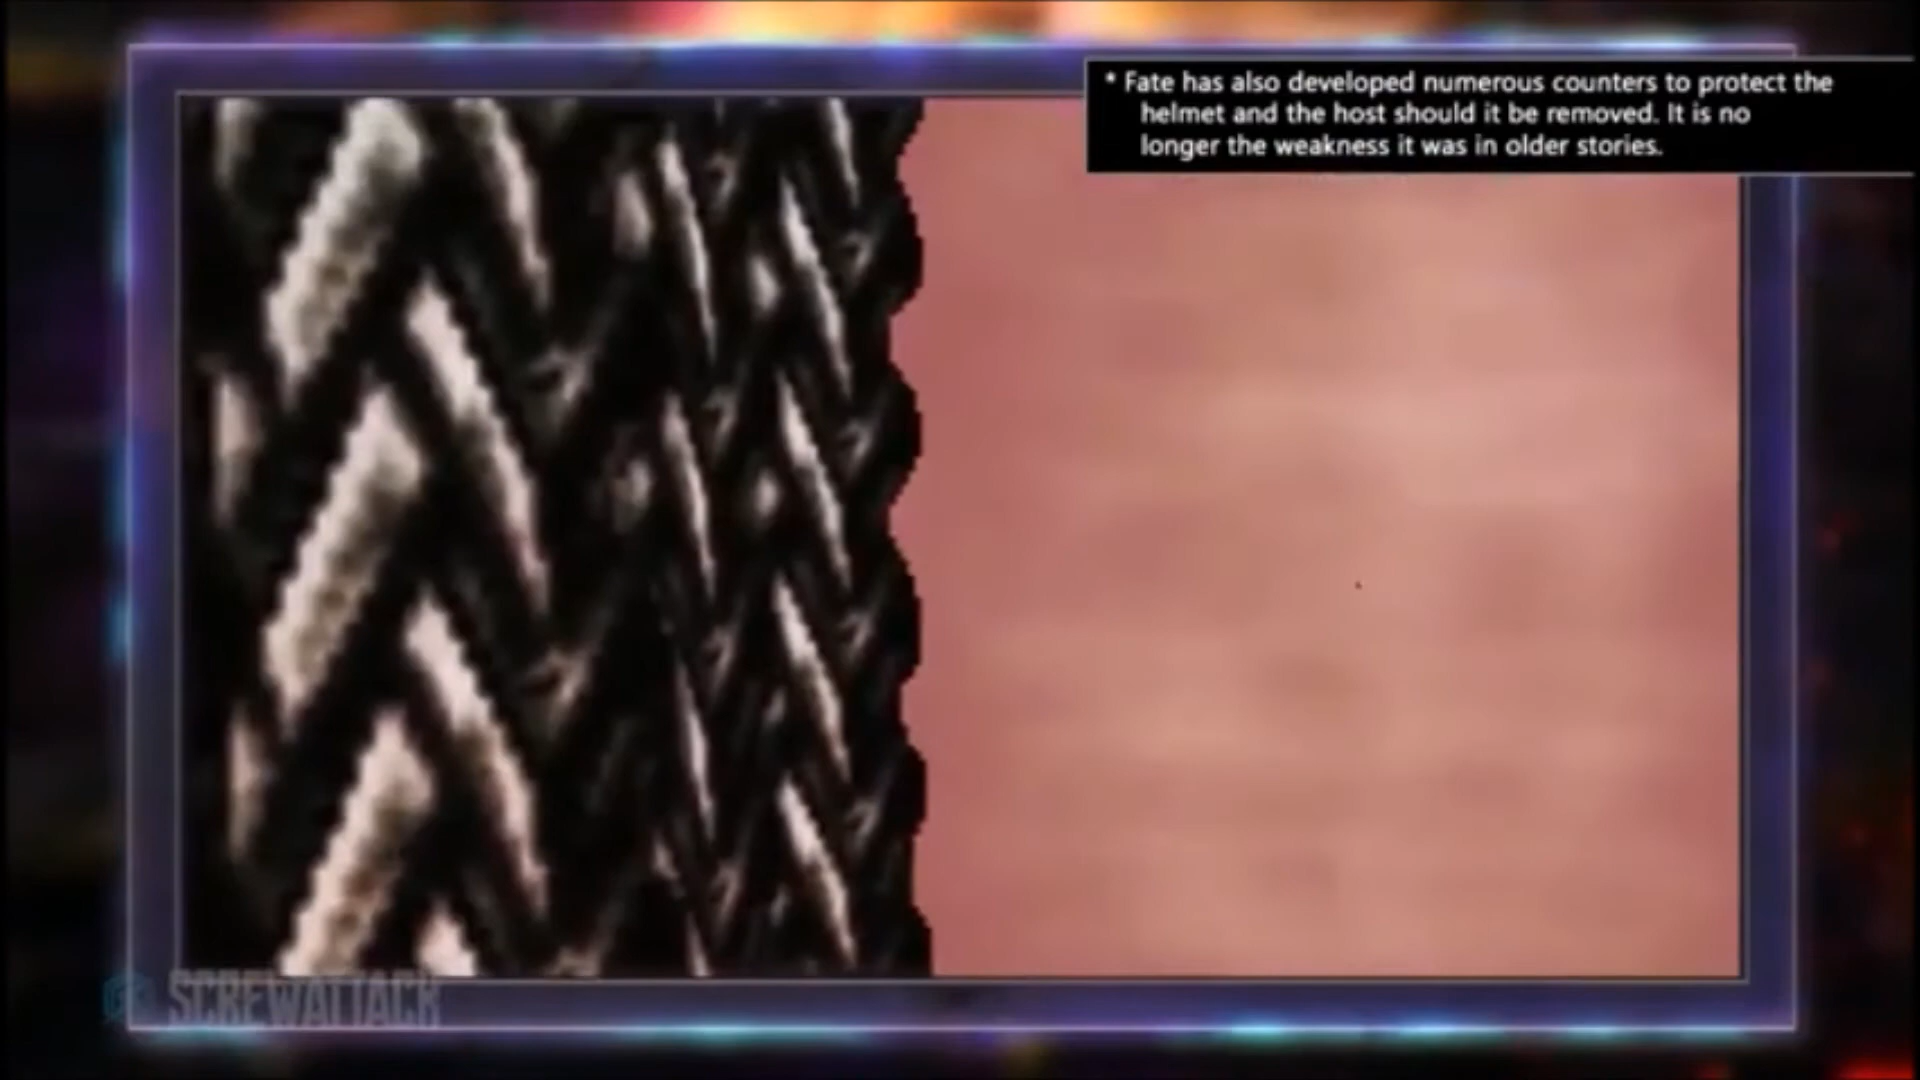 * Fate has also developed numerous counters to protect the
helmet and the host should it be removed. It is no
longer the weakness it was in older stories.
SCREWATTACK